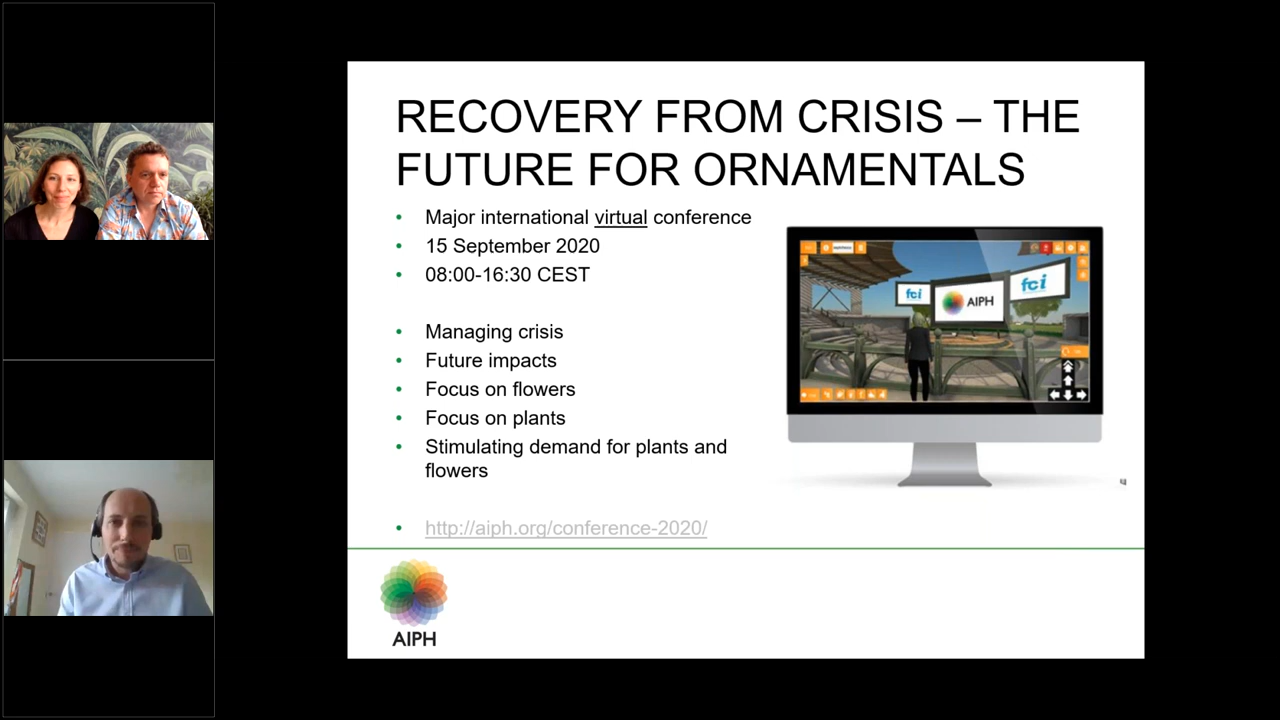 RECOVERY FROM CRISIS – THE
FUTURE FOR ORNAMENTALS
• Major international virtual conference
• 15 September 2020
• 08:00-16:30 CEST
• Managing crisis
• Future impacts
• Focus on flowers
• Focus on plants
• Stimulating demand for plants and
flowers
• http://aiph.org/conference-2020/
fci
AIPH
fci
AIPH